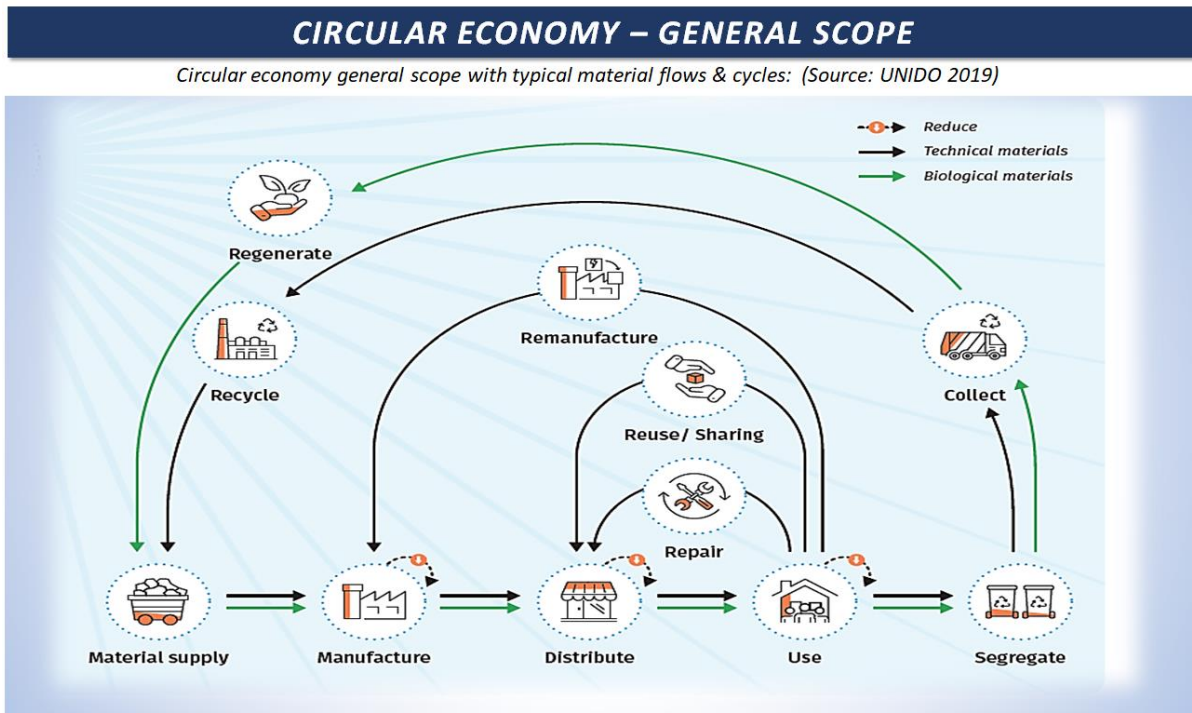 CIRCULAR ECONOMY – GENERAL SCOPE
Circular economy general scope with typical material flows & cycles: (Source: UNIDO 2019)
Reduce
Technical materials
Biological materials
Regenerate
Remanufacture
Recycle
Collect
Reuse/ Sharing
Repair
Material supply
Manufacture
Distribute
Use
Segregate